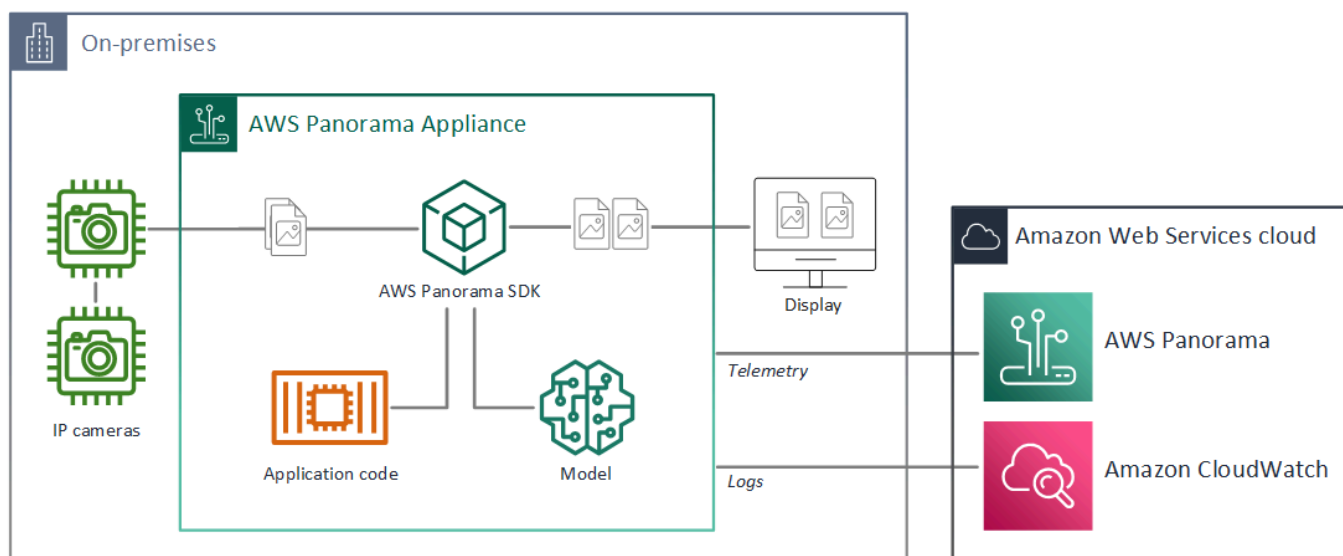 On-premises
AWS Panorama Appliance
AWS Panorama SDK
Display
IP cameras
Application code
Model
Telemetry
Logs
Amazon Web Services cloud
AWS Panorama
Amazon CloudWatch